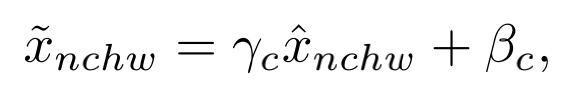 x̃_{nchw} = γ_c x̂_{nchw} + β_c,